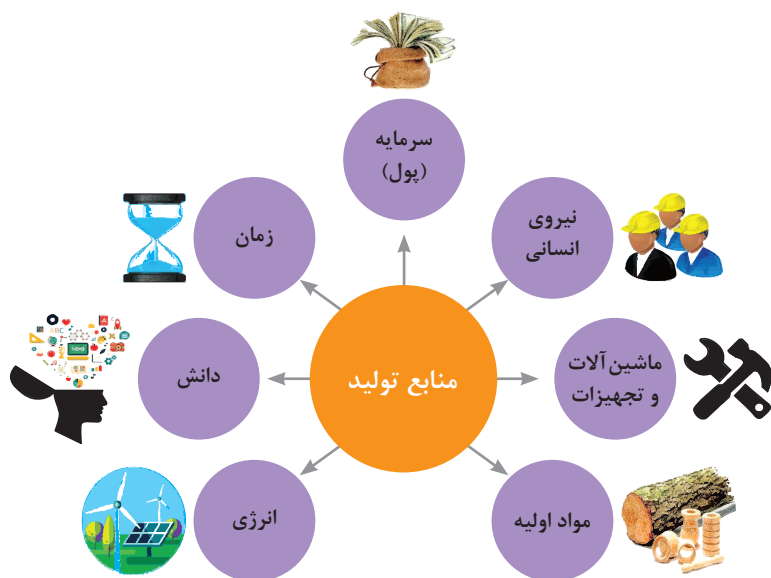 منابع تولید
سرمایه
(پول)
نیروی
انسانی
ماشین‌آلات
و تجهیزات
مواد اولیه
انرژی
دانش
زمان